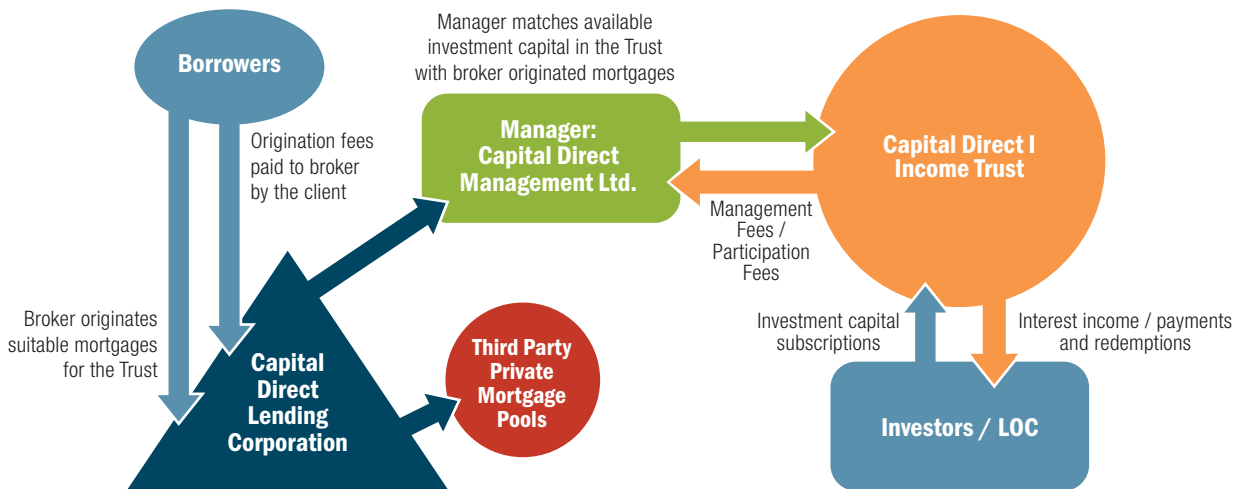 Borrowers
Manager matches available
investment capital in the Trust
with broker originated mortgages
Origination fees
paid to broker
by the client
Manager:
Capital Direct
Management Ltd.
Capital Direct I
Income Trust
Management
Fees /
Participation
Fees
Broker originates
suitable mortgages
for the Trust
Capital
Direct
Lending
Corporation
Third Party
Private
Mortgage
Pools
Investment capital
subscriptions
Interest income / payments
and redemptions
Investors / LOC